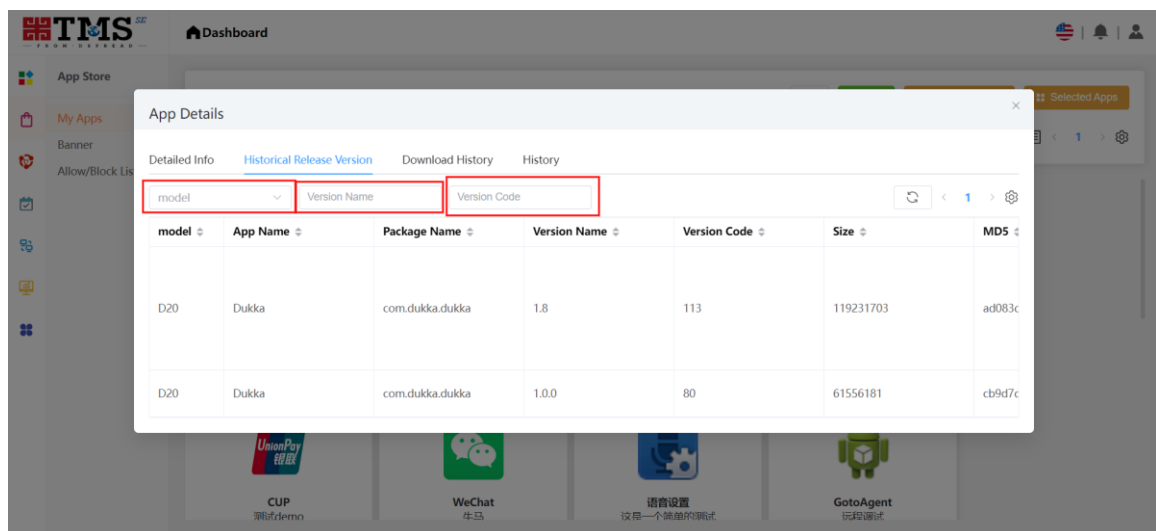 TMS SE
FROM · DEFREAD
Dashboard
App Store
Selected Apps
My Apps
Banner
Allow/Block Lis
1
App Details
Detailed Info Historical Release Version Download History History
model Version Name Version Code 1
model App Name Package Name Version Name Version Code Size MD5
D20 Dukka com.dukka.dukka 1.8 113 119231703 ad083c
D20 Dukka com.dukka.dukka 1.0.0 80 61556181 cb9d7c
UnionPay
银联
CUP WeChat 语音设置 GotoAgent
测试demo 牛马 这是一个简单的测试 远程调试